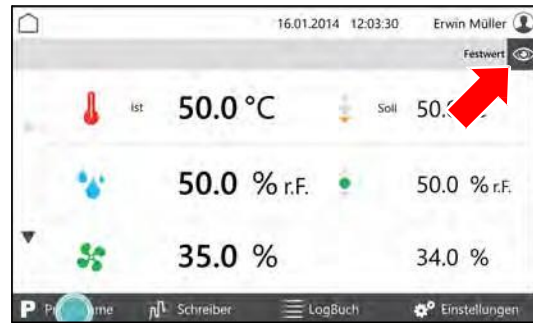 16.01.2014 12:03:30 Erwin Müller
Festwert
ist 50.0 °C Soll
50.0 % r.F. 50.0 % r.F.
35.0 % 34.0 %
P Schreiber LogBuch Einstellungen